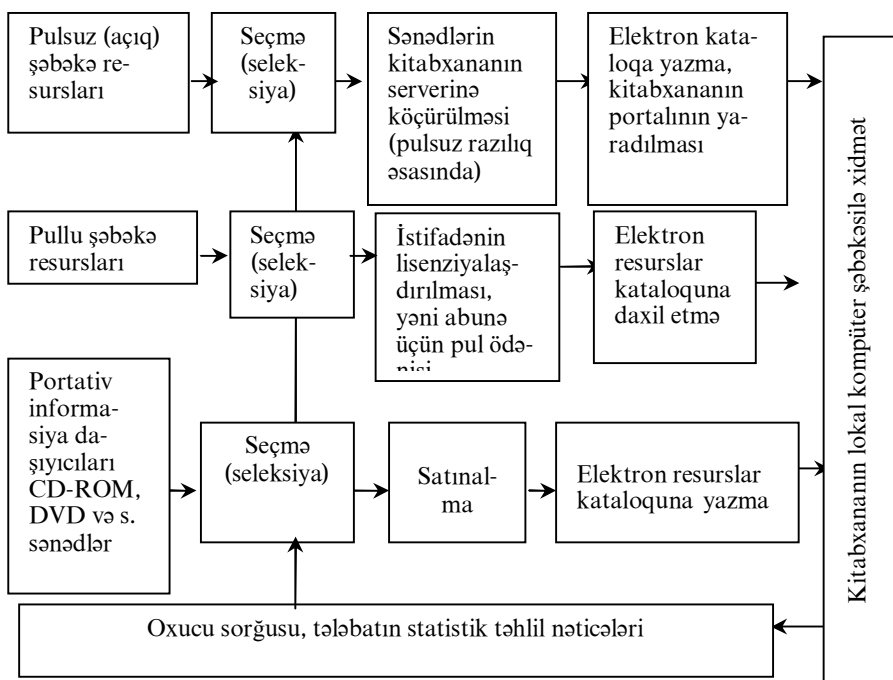 Pulsuz (açıq)
şəbəkə re-
sursları
Seçmə
(selek-
siya)
Sənədlərin
kitabxananın
serverinə
köçürülməsi
(pulsuz razılıq
əsasında)
Elektron kata-
loqa yazma,
kitabxananın
portalının ya-
radılması
Pullu şəbəkə
resursları
Seçmə
(selek-
siya)
İstifadənin
lisenziyalaş-
dırılması,
yəni abunə
üçün pul ödə-
nişi
Elektron
resurslar
kataloquna
daxil etmə
Portativ
informa-
siya da-
şıyıcıları
CD-ROM,
DVD və s.
sənədlər
Seçmə
(seleksiya)
Satınal-
ma
Elektron resurslar
kataloquna yazma
Oxucu sorğusu, tələbatın statistik təhlil nəticələri
Kitabxananın lokal kompüter şəbəkəsilə xidmət